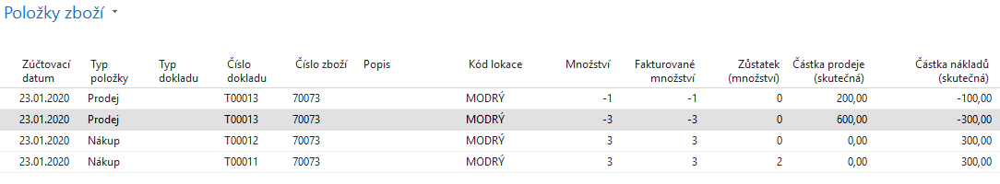 Položky zboží
Zúčtovací datum Typ položky Typ dokladu Číslo dokladu Číslo zboží Popis Kód lokace Množství Fakturované množství Zůstatek (množství) Částka prodeje (skutečná) Částka nákladů (skutečná)
23.01.2020 Prodej T00013 70073 MODRÝ -1 -1 0 200,00 -100,00
23.01.2020 Prodej T00013 70073 MODRÝ -3 -3 0 600,00 -300,00
23.01.2020 Nákup T00012 70073 MODRÝ 3 3 0 0,00 300,00
23.01.2020 Nákup T00011 70073 MODRÝ 3 3 2 0,00 300,00